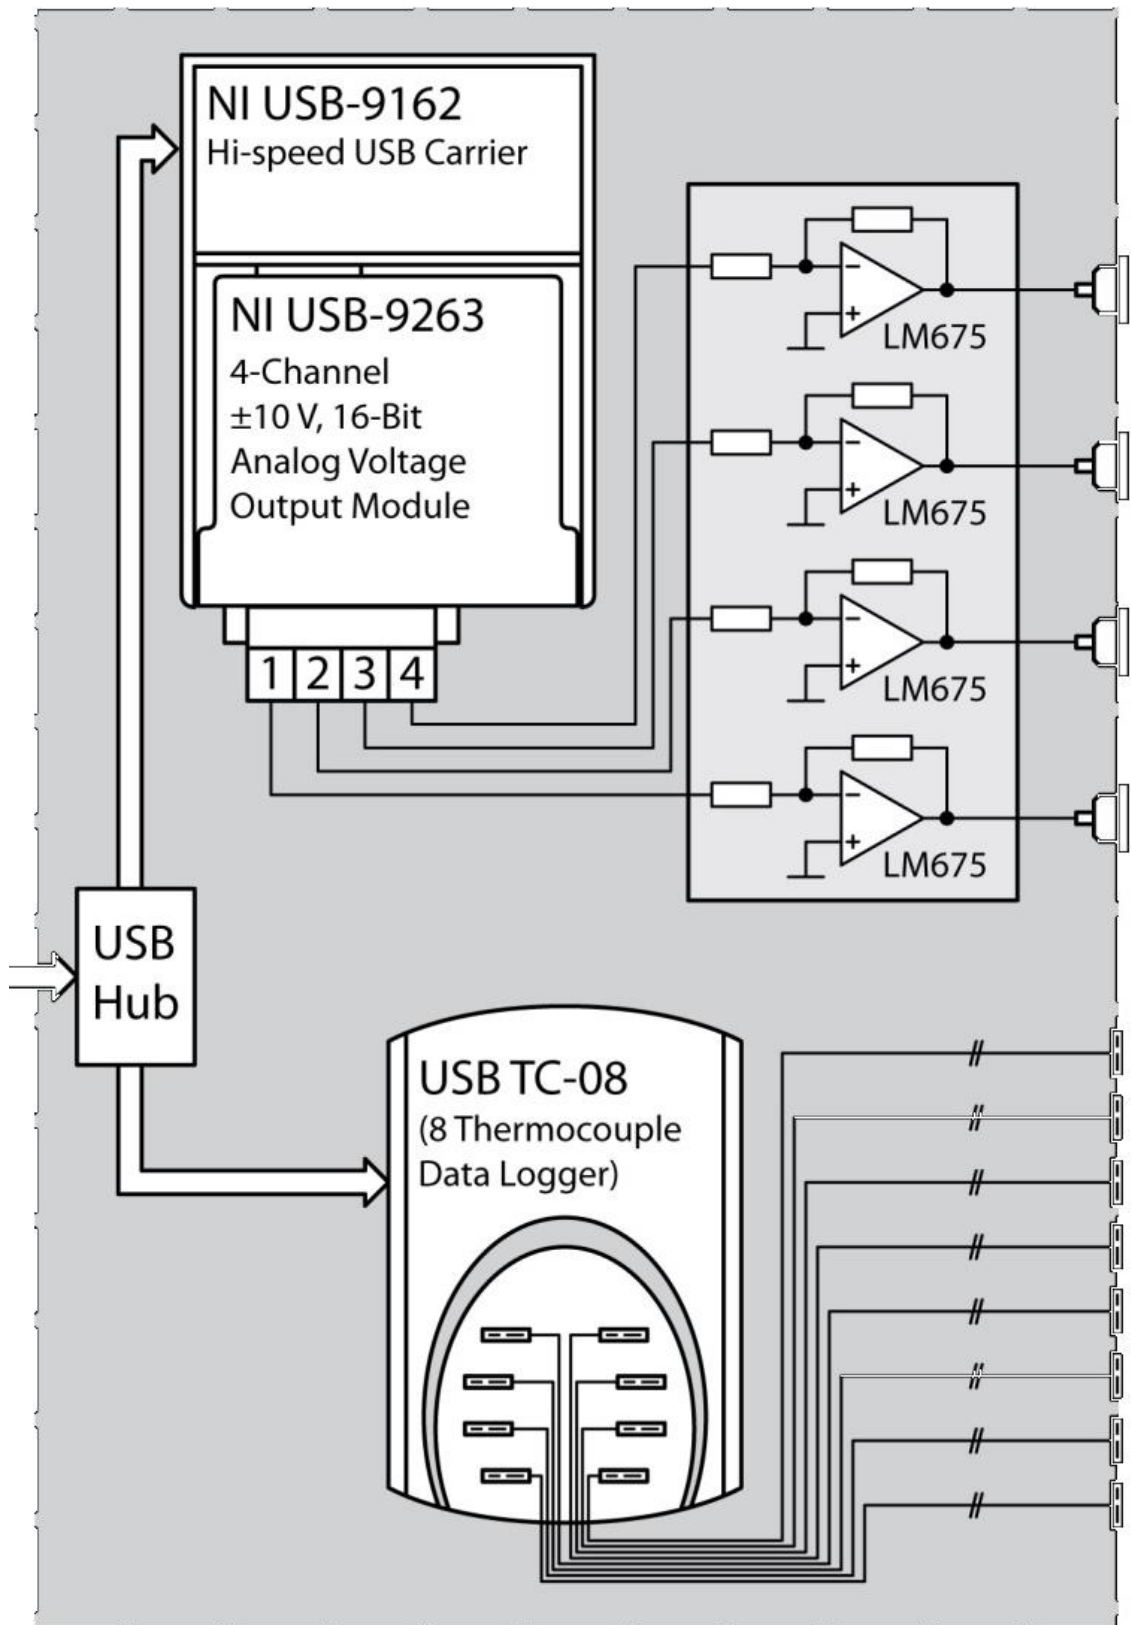 NI USB-9162
Hi-speed USB Carrier
NI USB-9263
4-Channel
±10 V, 16-Bit
Analog Voltage
Output Module
1 2 3 4
−
+
LM675
−
+
LM675
−
+
LM675
−
+
LM675
USB
Hub
USB TC-08
(8 Thermocouple
Data Logger)